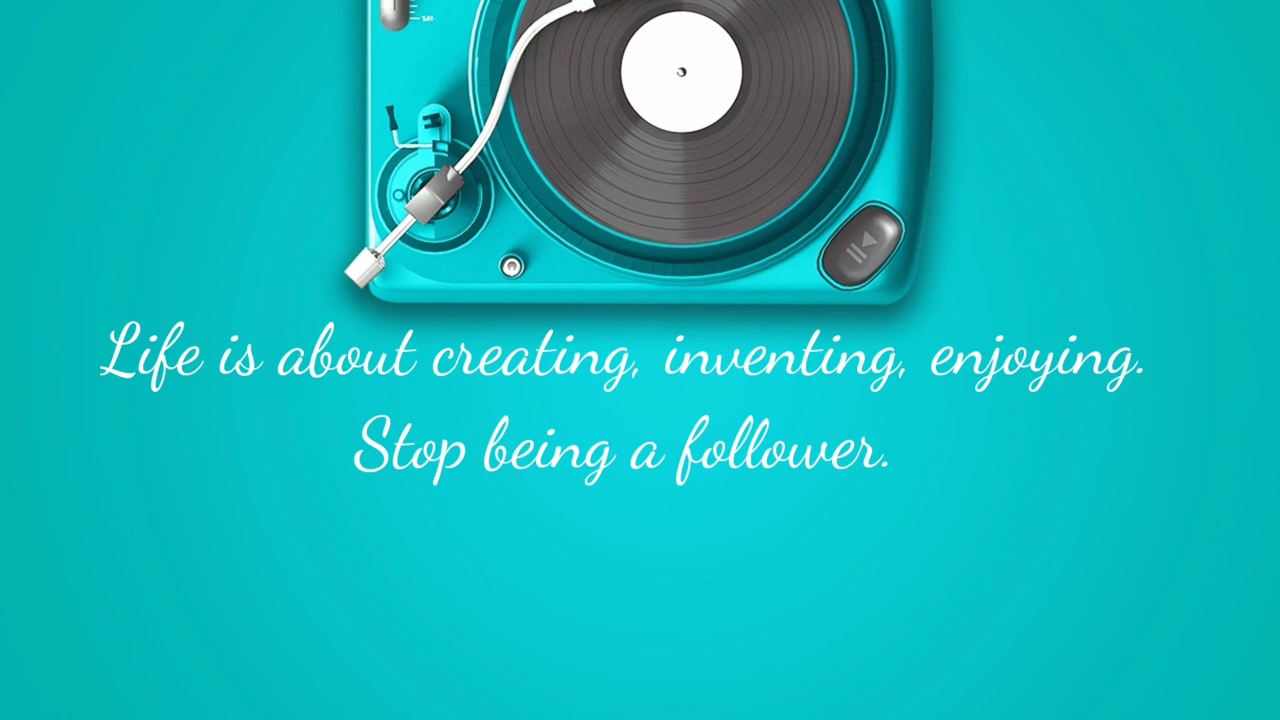 Life is about creating, inventing, enjoying.
Stop being a follower.